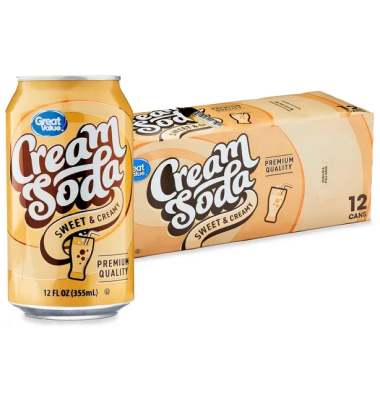 Great
Value™
Cream
Soda
SWEET & CREAMY
PREMIUM
QUALITY
12 FL OZ (355mL)
Great
Value
Cream
Soda
SWEET & CREAMY
PREMIUM
QUALITY
12
CANS